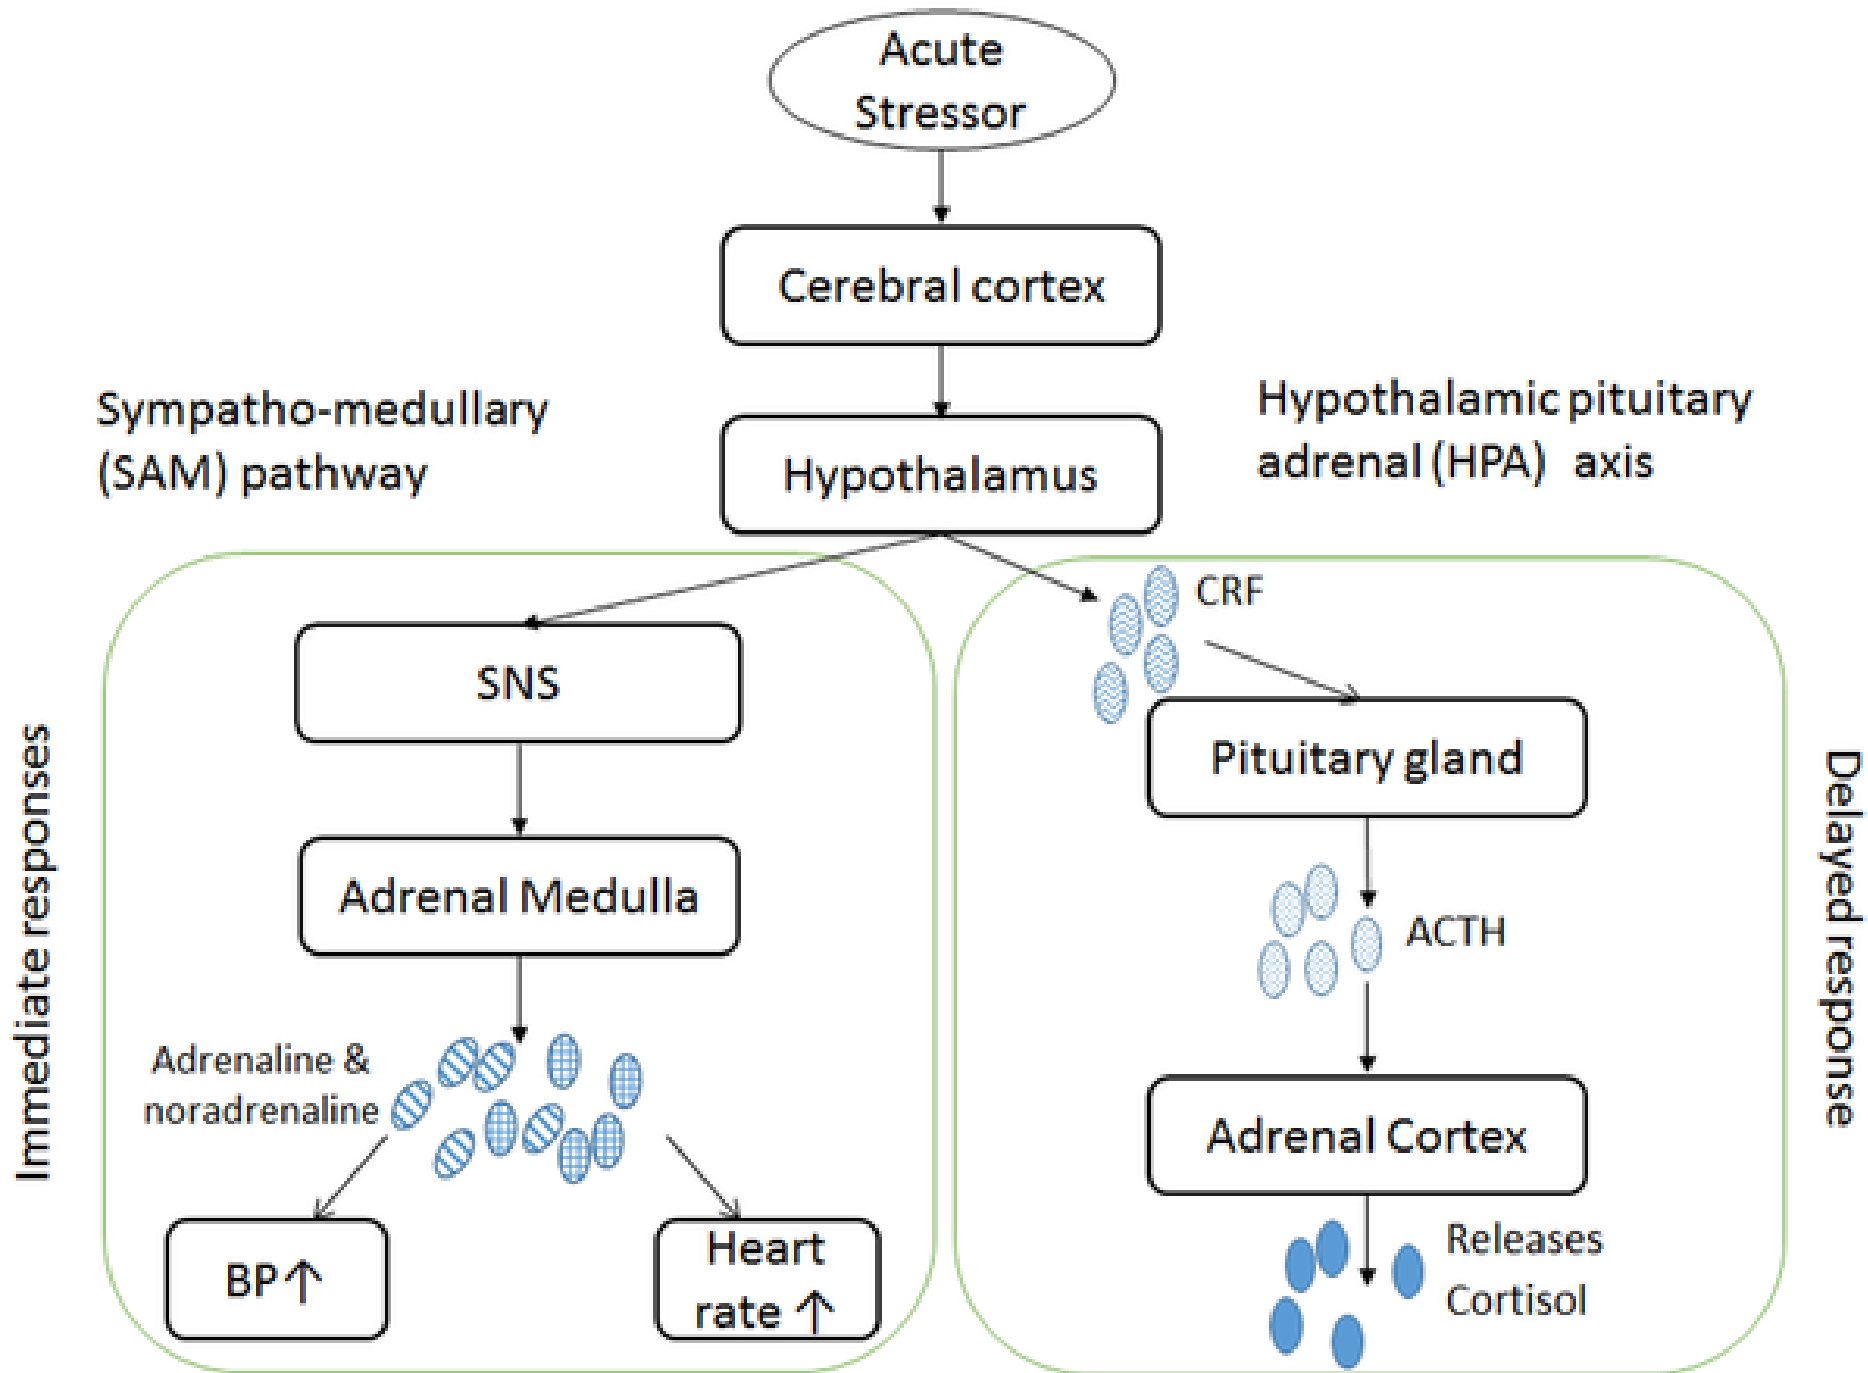 Acute
Stressor
Cerebral cortex
Sympatho-medullary
(SAM) pathway
Hypothalamic pituitary
adrenal (HPA) axis
Hypothalamus
CRF
SNS
Pituitary gland
Immediate responses
Delayed response
Adrenal Medulla
ACTH
Adrenaline &
noradrenaline
Adrenal Cortex
BP↑
Heart
rate ↑
Releases
Cortisol